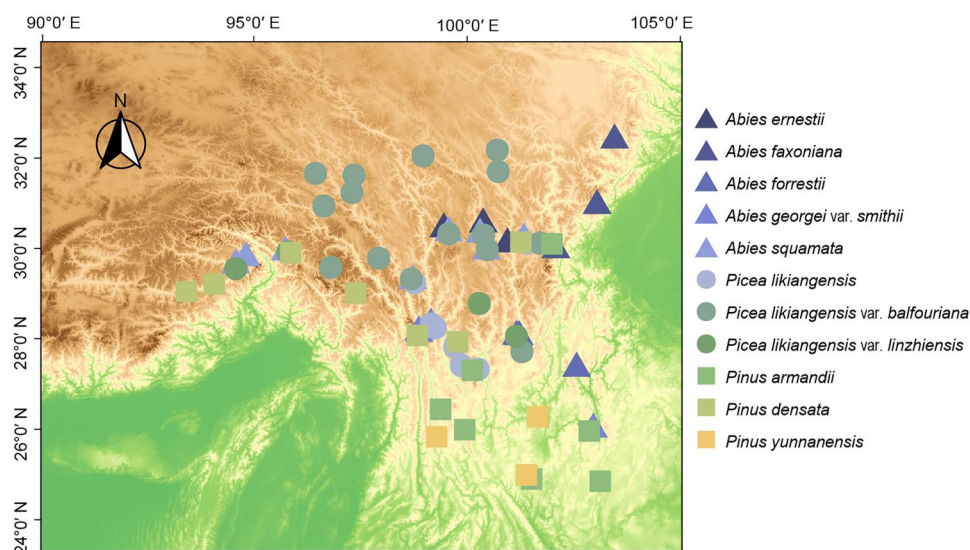 90°0′ E 95°0′ E 100°0′ E 105°0′ E
34°0′ N
32°0′ N
30°0′ N
28°0′ N
26°0′ N
24°0′ N
N
Abies ernestii
Abies faxoniana
Abies forrestii
Abies georgei var. smithii
Abies squamata
Picea likiangensis
Picea likiangensis var. balfouriana
Picea likiangensis var. linzhiensis
Pinus armandii
Pinus densata
Pinus yunnanensis